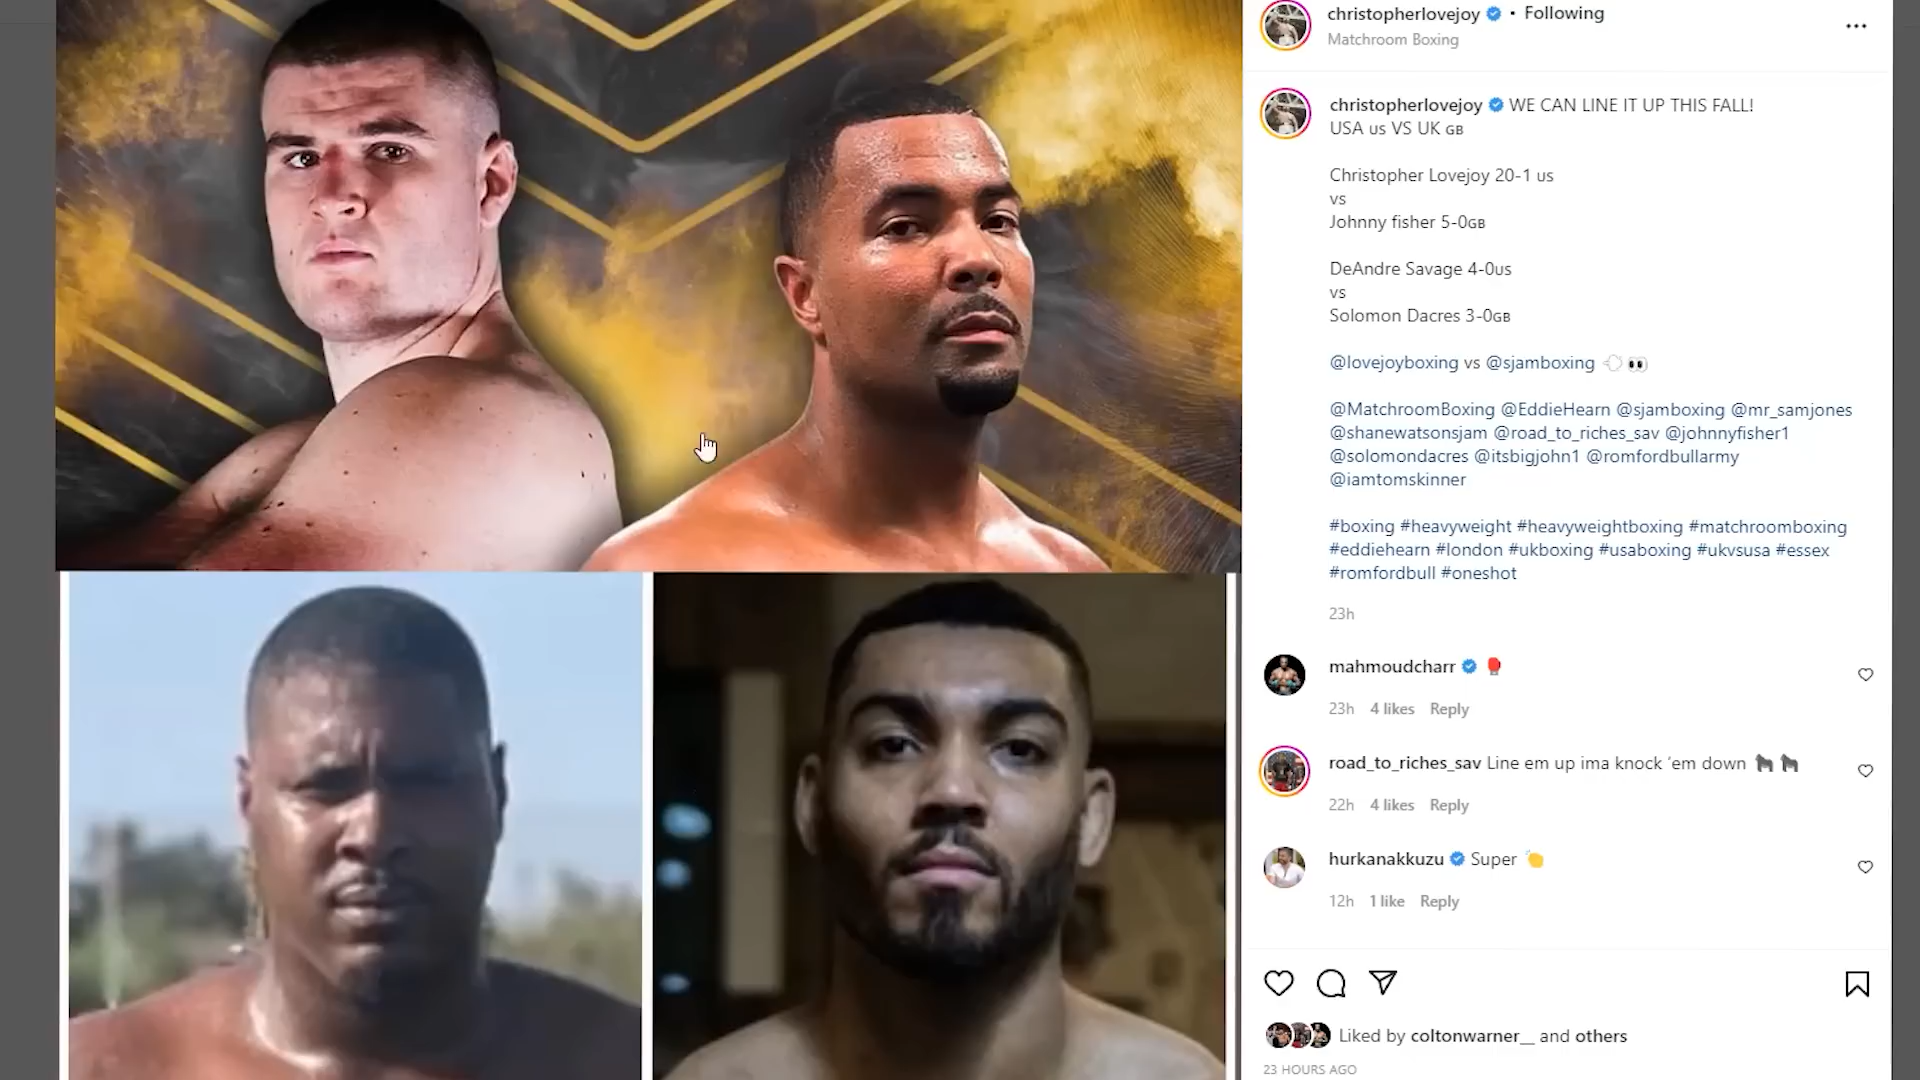 christopherlovejoy • Following
Matchroom Boxing
christopherlovejoy WE CAN LINE IT UP THIS FALL!
USA us VS UK GB
Christopher Lovejoy 20-1 us
vs
Johnny fisher 5-0GB
DeAndre Savage 4-0us
vs
Solomon Dacres 3-0GB
@lovejoyboxing vs @sjamboxing 💨👀
@MatchroomBoxing @EddieHearn @sjamboxing @mr_samjones
@shanewatsonsjam @road_to_riches_sav @johnnyfisher1
@solomondacres @itsbigjohn1 @romfordbullarmy
@iamtomskinner
#boxing #heavyweight #heavyweightboxing #matchroomboxing
#eddiehearn #london #ukboxing #usaboxing #ukvsusa #essex
#romfordbull #oneshot
23h
mahmoudcharr 🥊
23h 4 likes Reply
road_to_riches_sav Line em up ima knock ‘em down 🦍🦍
22h 4 likes Reply
hurkanakkuzu Super 👏
12h 1 like Reply
Liked by coltonwarner__ and others
23 HOURS AGO